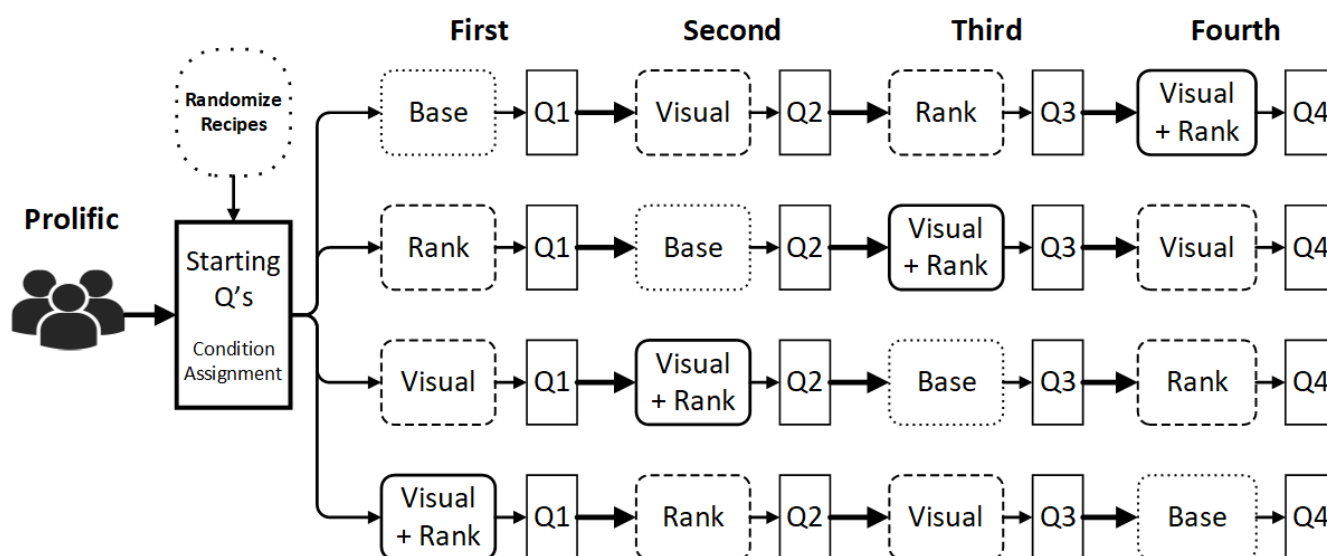 First Second Third Fourth
Randomize
Recipes
Base Q1 Visual Q2 Rank Q3 Visual
+ Rank Q4
Prolific
Starting
Q's
Condition
Assignment
Rank Q1 Base Q2 Visual
+ Rank Q3 Visual Q4
Visual Q1 Visual
+ Rank Q2 Base Q3 Rank Q4
Visual
+ Rank Q1 Rank Q2 Visual Q3 Base Q4